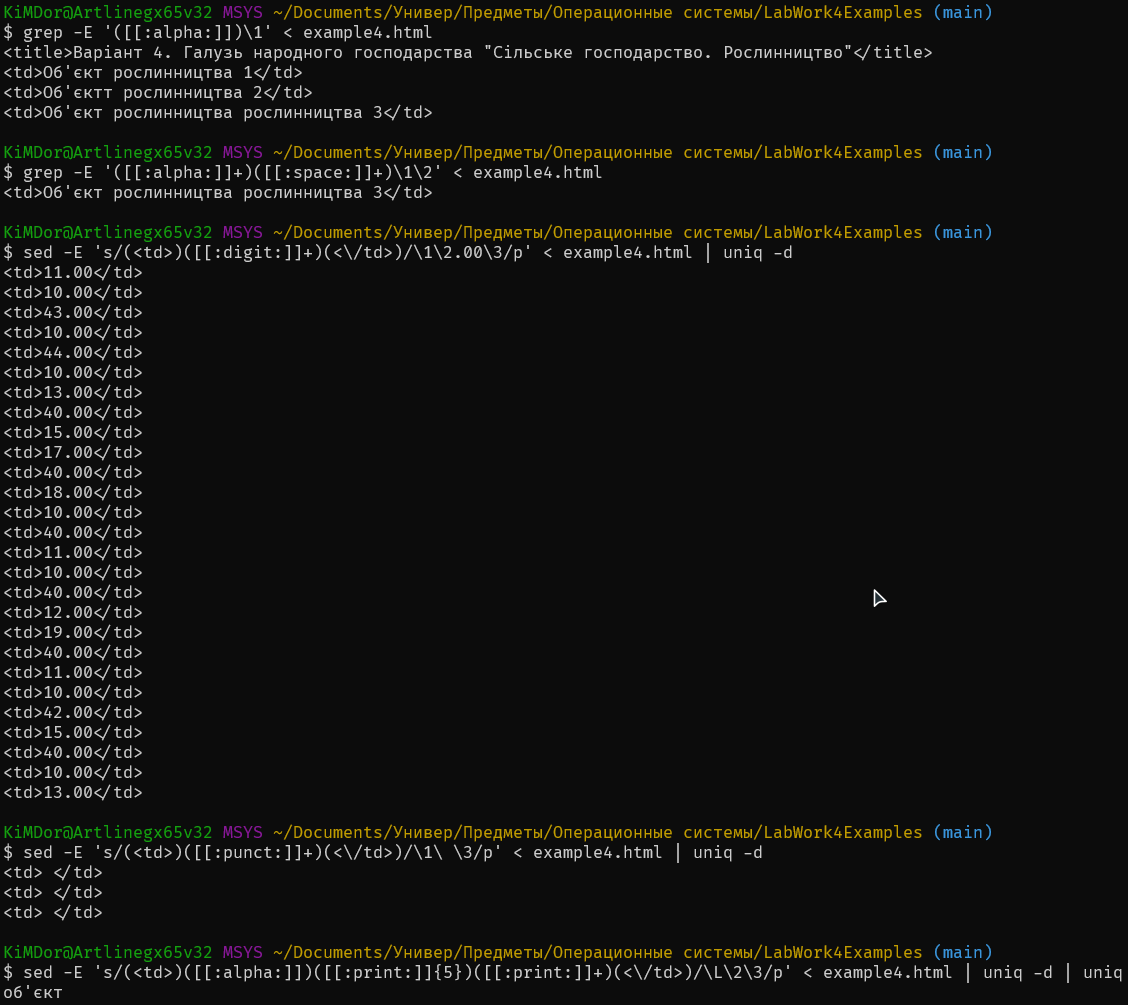 KiMDor@Artlinegx65v32 MSYS ~/Documents/Универ/Предметы/Операционные системы/LabWork4Examples (main)
$ grep -E '([[:alpha:]])\1' < example4.html
<title>Варіант 4. Галузь народного господарства "Сільське господарство. Рослинництво"</title>
<td>Об'єкт рослинництва 1</td>
<td>Об'єктт рослинництва 2</td>
<td>Об'єкт рослинництва рослинництва 3</td>

KiMDor@Artlinegx65v32 MSYS ~/Documents/Универ/Предметы/Операционные системы/LabWork4Examples (main)
$ grep -E '([[:alpha:]]+)([[:space:]]+)\1\2' < example4.html
<td>Об'єкт рослинництва рослинництва 3</td>

KiMDor@Artlinegx65v32 MSYS ~/Documents/Универ/Предметы/Операционные системы/LabWork4Examples (main)
$ sed -E 's/(<td>)([[:digit:]]+)(<\/td>)/\1\2.00\3/p' < example4.html | uniq -d
<td>11.00</td>
<td>10.00</td>
<td>43.00</td>
<td>10.00</td>
<td>44.00</td>
<td>10.00</td>
<td>13.00</td>
<td>40.00</td>
<td>15.00</td>
<td>17.00</td>
<td>40.00</td>
<td>18.00</td>
<td>10.00</td>
<td>40.00</td>
<td>11.00</td>
<td>10.00</td>
<td>40.00</td>
<td>12.00</td>
<td>19.00</td>
<td>40.00</td>
<td>11.00</td>
<td>10.00</td>
<td>42.00</td>
<td>15.00</td>
<td>40.00</td>
<td>10.00</td>
<td>13.00</td>

KiMDor@Artlinegx65v32 MSYS ~/Documents/Универ/Предметы/Операционные системы/LabWork4Examples (main)
$ sed -E 's/(<td>)([[:punct:]]+)(<\/td>)/\1\ \3/p' < example4.html | uniq -d
<td> </td>
<td> </td>
<td> </td>

KiMDor@Artlinegx65v32 MSYS ~/Documents/Универ/Предметы/Операционные системы/LabWork4Examples (main)
$ sed -E 's/(<td>)([[:alpha:]])([[:print:]]{5})([[:print:]]+)(<\/td>)/\L\2\3/p' < example4.html | uniq -d | uniq
об'єкт